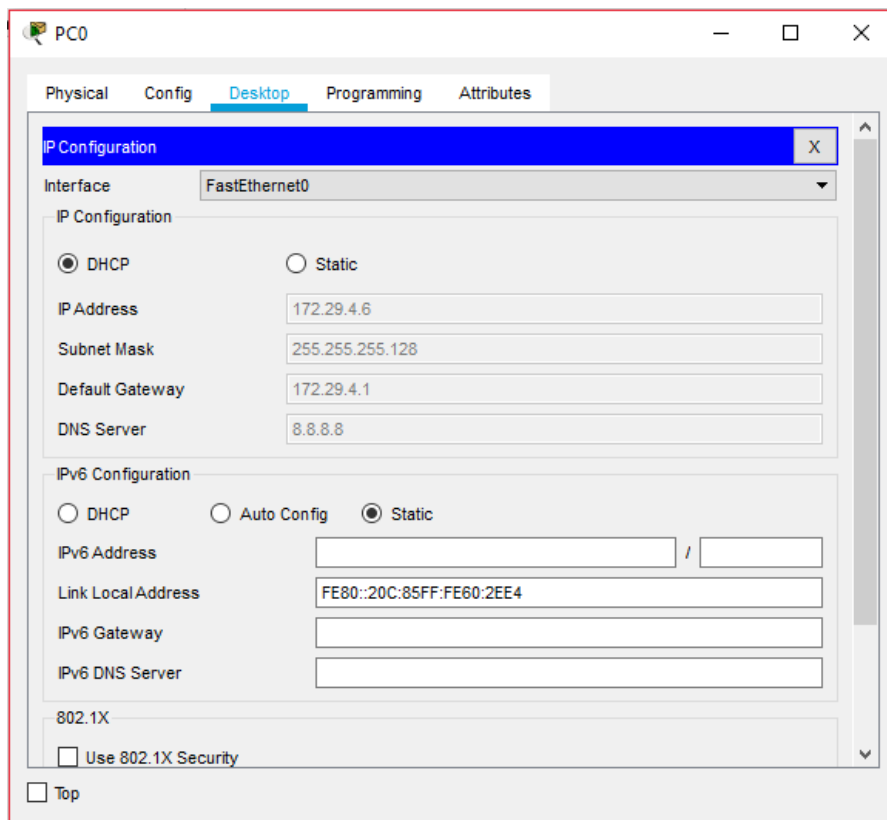 PC0
Physical Config Desktop Programming Attributes
IP Configuration X
Interface FastEthernet0
IP Configuration
DHCP Static
IP Address 172.29.4.6
Subnet Mask 255.255.255.128
Default Gateway 172.29.4.1
DNS Server 8.8.8.8
IPv6 Configuration
DHCP Auto Config Static
IPv6 Address /
Link Local Address FE80::20C:85FF:FE60:2EE4
IPv6 Gateway
IPv6 DNS Server
802.1X
Use 802.1X Security
Top